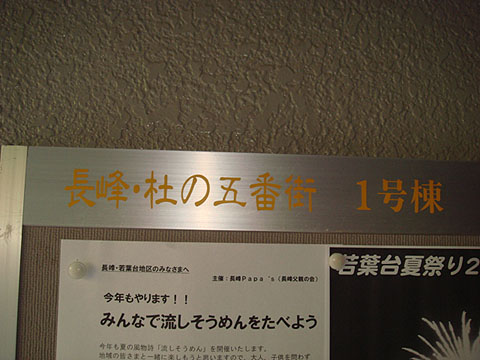 長峰・杜の五番街 1号棟
長峰・若葉台地区のみなさまへ
主催：長峰Papa's（長峰父親の会）
今年もやります！！
みんなで流しそうめんをたべよう
今年も夏の風物詩「流しそうめん」を開催いたします。
地域の皆さまと一緒に楽しもうと思いますので、大人、子供を問わず
若葉台夏祭り2